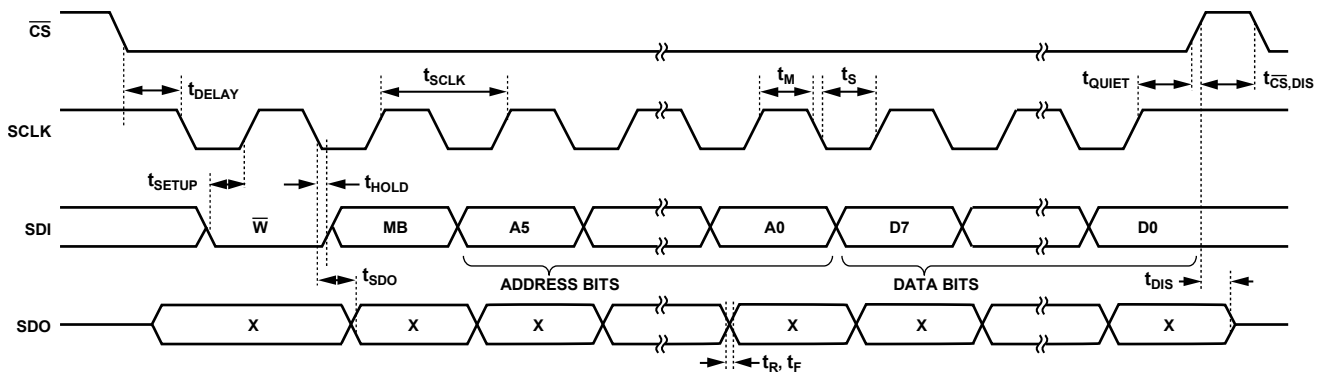 CS
tDELAY
tSCLK
tM
tS
tQUIET
tCS,DIS
SCLK
tSETUP
tHOLD
SDI
W
MB
A5
A0
D7
D0
tSDO
ADDRESS BITS
DATA BITS
tDIS
SDO
X
X
X
X
X
X
tR, tF